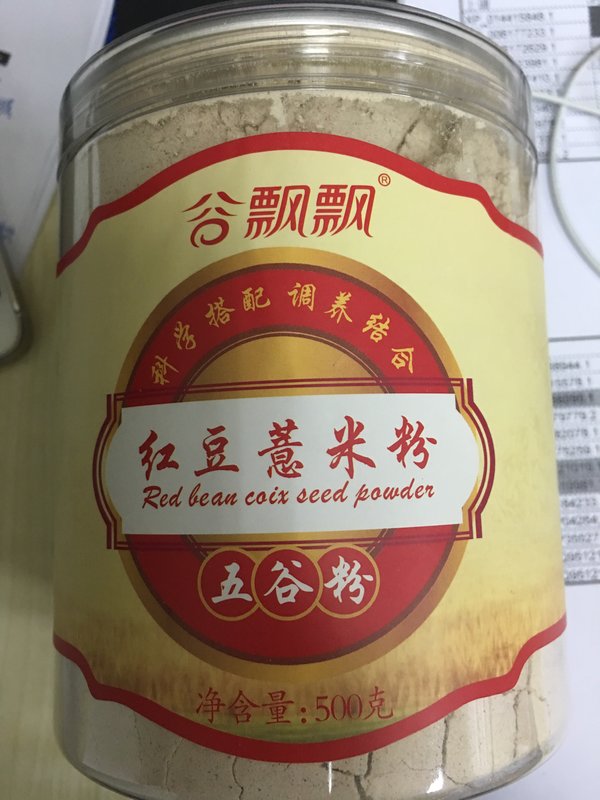 谷飘飘®
科学搭配 调养结合
红豆薏米粉
Red bean coix seed powder
五谷粉
净含量:500克